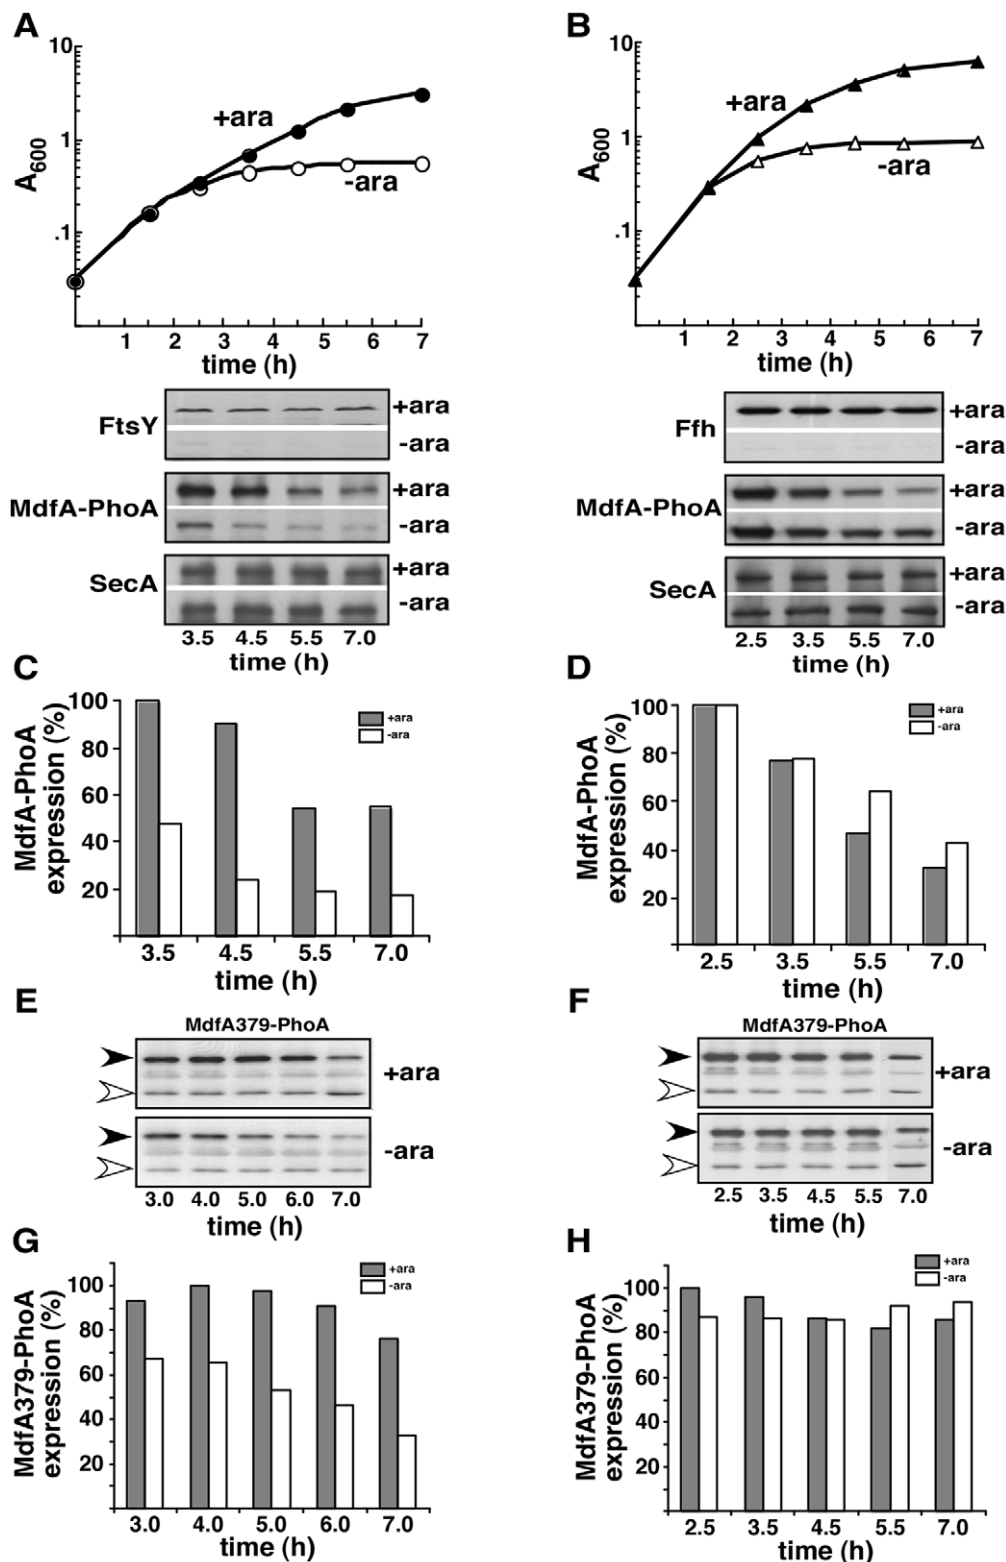 A
10
1
.1
A600
+ara
-ara
1 2 3 4 5 6 7
time (h)
FtsY
+ara
-ara
MdfA-PhoA
+ara
-ara
SecA
+ara
-ara
3.5 4.5 5.5 7.0
time (h)
B
10
1
.1
A600
+ara
-ara
1 2 3 4 5 6 7
time (h)
Ffh
+ara
-ara
MdfA-PhoA
+ara
-ara
SecA
+ara
-ara
2.5 3.5 5.5 7.0
time (h)
C
MdfA-PhoA
expression (%)
100
80
60
40
20
+ara
-ara
3.5 4.5 5.5 7.0
time (h)
D
MdfA-PhoA
expression (%)
100
80
60
40
20
+ara
-ara
2.5 3.5 5.5 7.0
time (h)
E
MdfA379-PhoA
+ara
-ara
3.0 4.0 5.0 6.0 7.0
time (h)
F
MdfA379-PhoA
+ara
-ara
2.5 3.5 4.5 5.5 7.0
time (h)
G
MdfA379-PhoA
expression (%)
100
80
60
40
20
+ara
-ara
3.0 4.0 5.0 6.0 7.0
time (h)
H
MdfA379-PhoA
expression (%)
100
80
60
40
20
+ara
-ara
2.5 3.5 4.5 5.5 7.0
time (h)